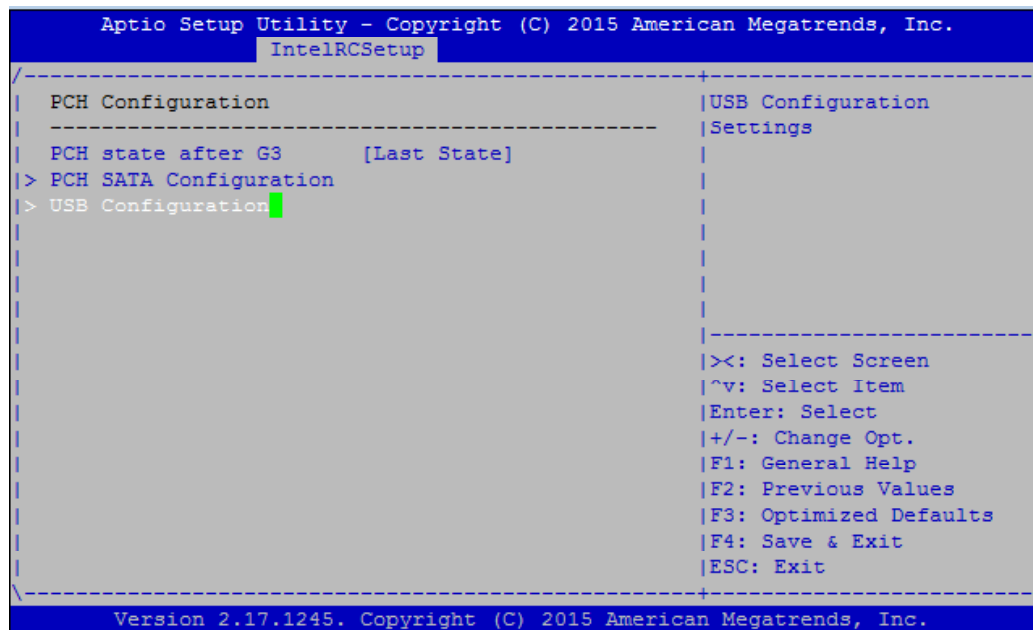 Aptio Setup Utility - Copyright (C) 2015 American Megatrends, Inc.
IntelRCSetup
PCH Configuration
USB Configuration
Settings
PCH state after G3 [Last State]
> PCH SATA Configuration
> USB Configuration
><: Select Screen
^v: Select Item
Enter: Select
+/-: Change Opt.
F1: General Help
F2: Previous Values
F3: Optimized Defaults
F4: Save & Exit
ESC: Exit
Version 2.17.1245. Copyright (C) 2015 American Megatrends, Inc.